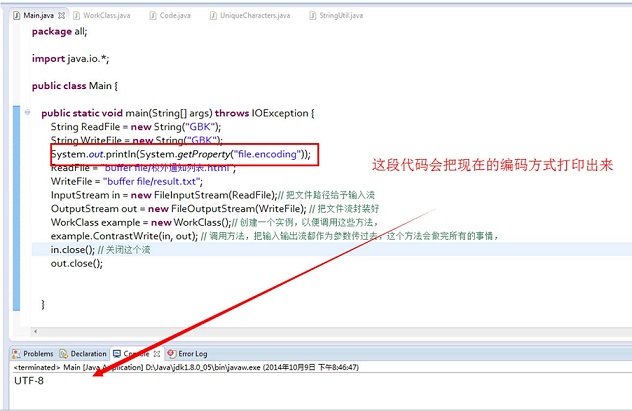 Main.java WorkClass.java Code.java UniqueCharacters.java StringUtil.java
package all;
import java.io.*;
public class Main {
public static void main(String[] args) throws IOException {
String ReadFile = new String("GBK");
String WriteFile = new String("GBK");
System.out.println(System.getProperty("file.encoding"));
这段代码会把现在的编码方式打印出来
ReadFile = "buffer file/校外通知列表.html";
WriteFile = "buffer file/result.txt";
InputStream in = new FileInputStream(ReadFile);// 把文件路径给予输入流
OutputStream out = new FileOutputStream(WriteFile); // 把文件流封装好
WorkClass example = new WorkClass();// 创建一个实例，以便调用这些方法，
example.ContrastWrite(in, out); // 调用方法，把输入输出流都作为参数传过去，这个方法会做完所有的事情，
in.close(); // 关闭这个流
out.close();
}
Problems Declaration Console Error Log
<terminated> Main [Java Application] D:\Java\jdk1.8.0_05\bin\javaw.exe (2014年10月9日 下午8:46:47)
UTF-8